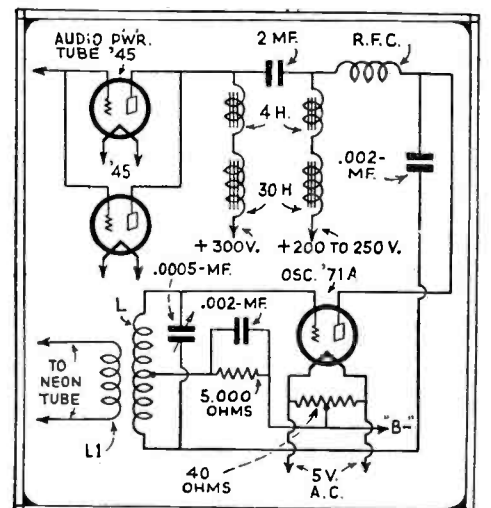 AUDIO PWR.
TUBE '45
2 MF.
R.F.C.
4 H.
.002-
MF.
'45
30 H
+300V.
+200 TO 250 V.
.0005-MF.
OSC. '71A
L
.002-MF.
TO
NEON
TUBE
5,000
OHMS
"B-"
L1
40
OHMS
5 V.
A.C.